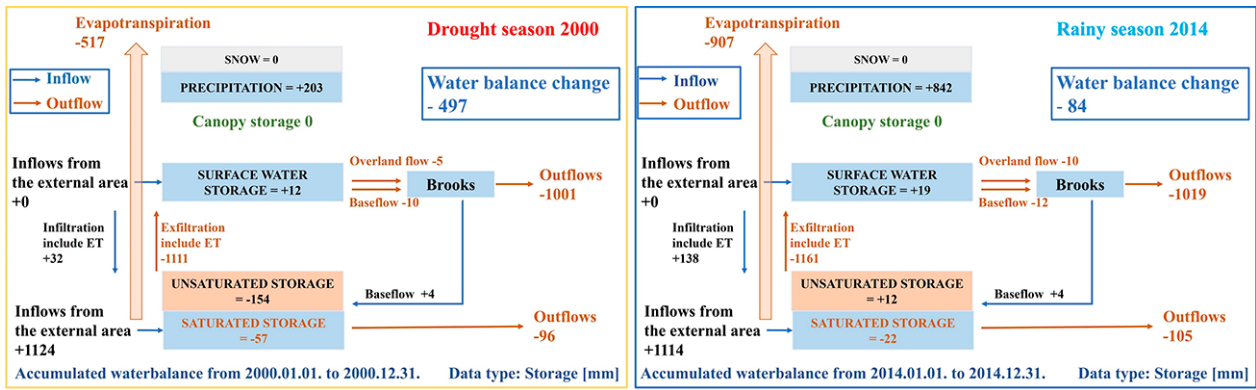 Evapotranspiration
-517
Drought season 2000
SNOW = 0
Inflow
Outflow
PRECIPITATION = +203
Water balance change
- 497
Canopy storage 0
Inflows from
the external area
+0
SURFACE WATER
STORAGE = +12
Overland flow -5
Baseflow -10
Brooks
Outflows
-1001
Infiltration
include ET
+32
Exfiltration
include ET
-1111
UNSATURATED STORAGE
= -154
Baseflow +4
Inflows from
the external area
+1124
SATURATED STORAGE
= -57
Outflows
-96
Accumulated waterbalance from 2000.01.01. to 2000.12.31.
Data type: Storage [mm]
Evapotranspiration
-907
Rainy season 2014
SNOW = 0
Inflow
Outflow
PRECIPITATION = +842
Water balance change
- 84
Canopy storage 0
Inflows from
the external area
+0
SURFACE WATER
STORAGE = +19
Overland flow -10
Baseflow -12
Brooks
Outflows
-1019
Infiltration
include ET
+138
Exfiltration
include ET
-1161
UNSATURATED STORAGE
= +12
Baseflow +4
Inflows from
the external area
+1114
SATURATED STORAGE
= -22
Outflows
-105
Accumulated waterbalance from 2014.01.01. to 2014.12.31.
Data type: Storage [mm]